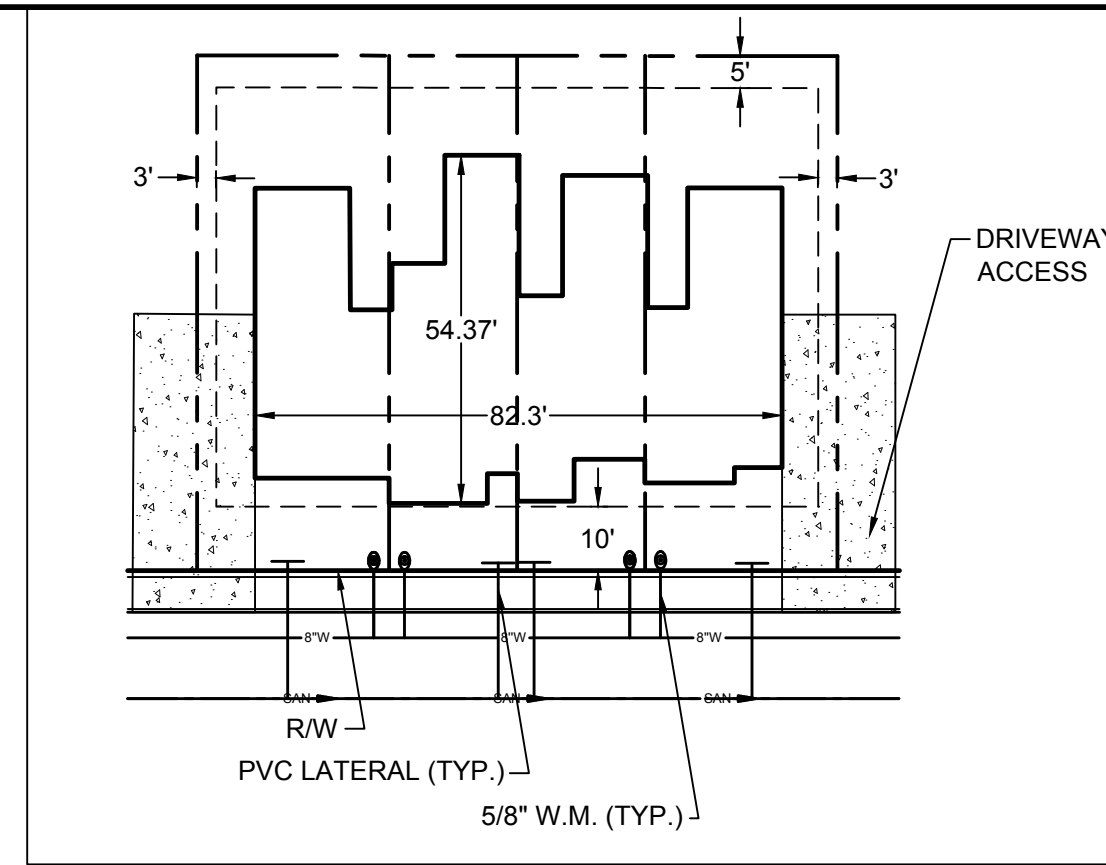 5'
3'
3'
DRIVEWAY
ACCESS
54.37'
82.3'
10'
8"W
8"W
8"W
SAN
SAN
SAN
R/W
PVC LATERAL (TYP.)
5/8" W.M. (TYP.)